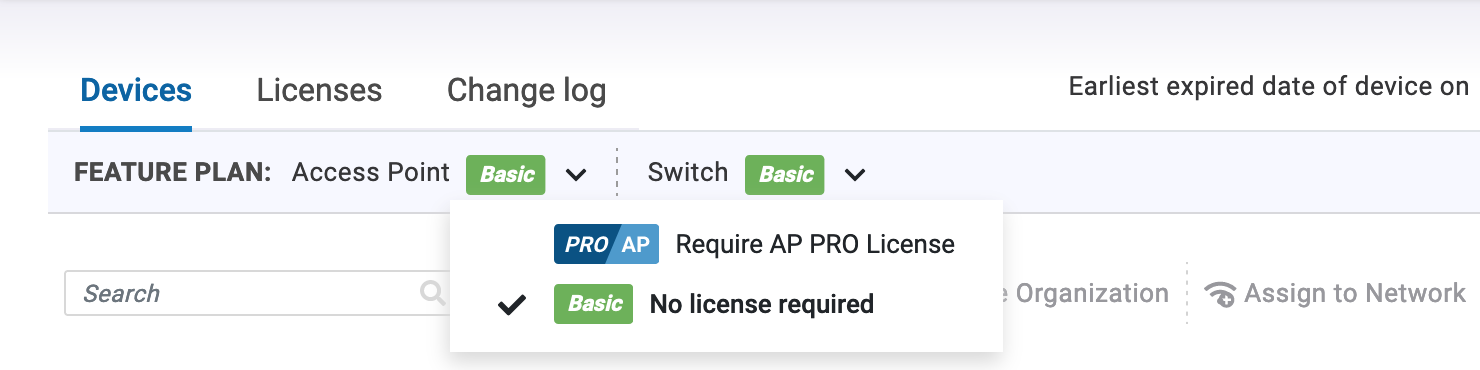 Devices Licenses Change log Earliest expired date of device on
FEATURE PLAN: Access Point Basic Switch Basic
PRO AP Require AP PRO License
Basic No license required
Search Organization Assign to Network